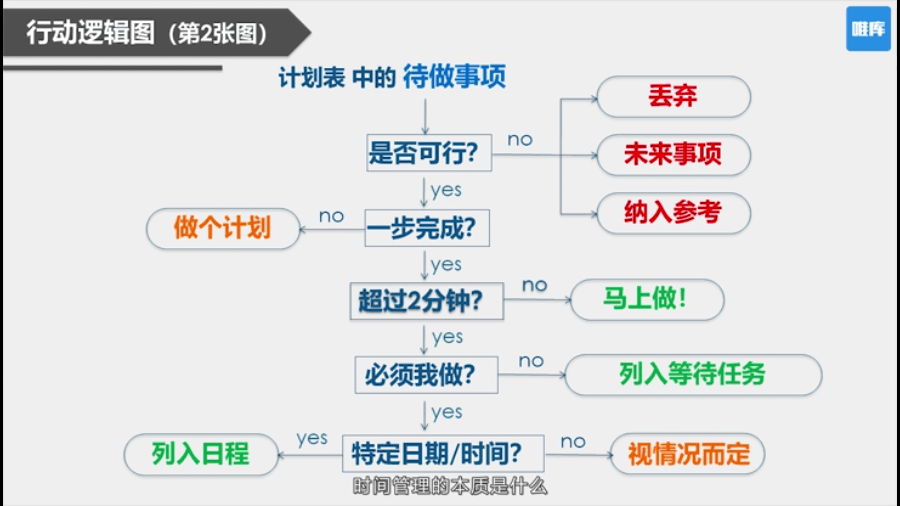 行动逻辑图（第2张图）
唯库
计划表 中的 待做事项
丢弃
是否可行？
no
未来事项
yes
纳入参考
做个计划
no
一步完成？
yes
超过2分钟？
no
马上做！
yes
必须我做？
no
列入等待任务
yes
列入日程
yes
特定日期/时间？
no
视情况而定
时间管理的本质是什么